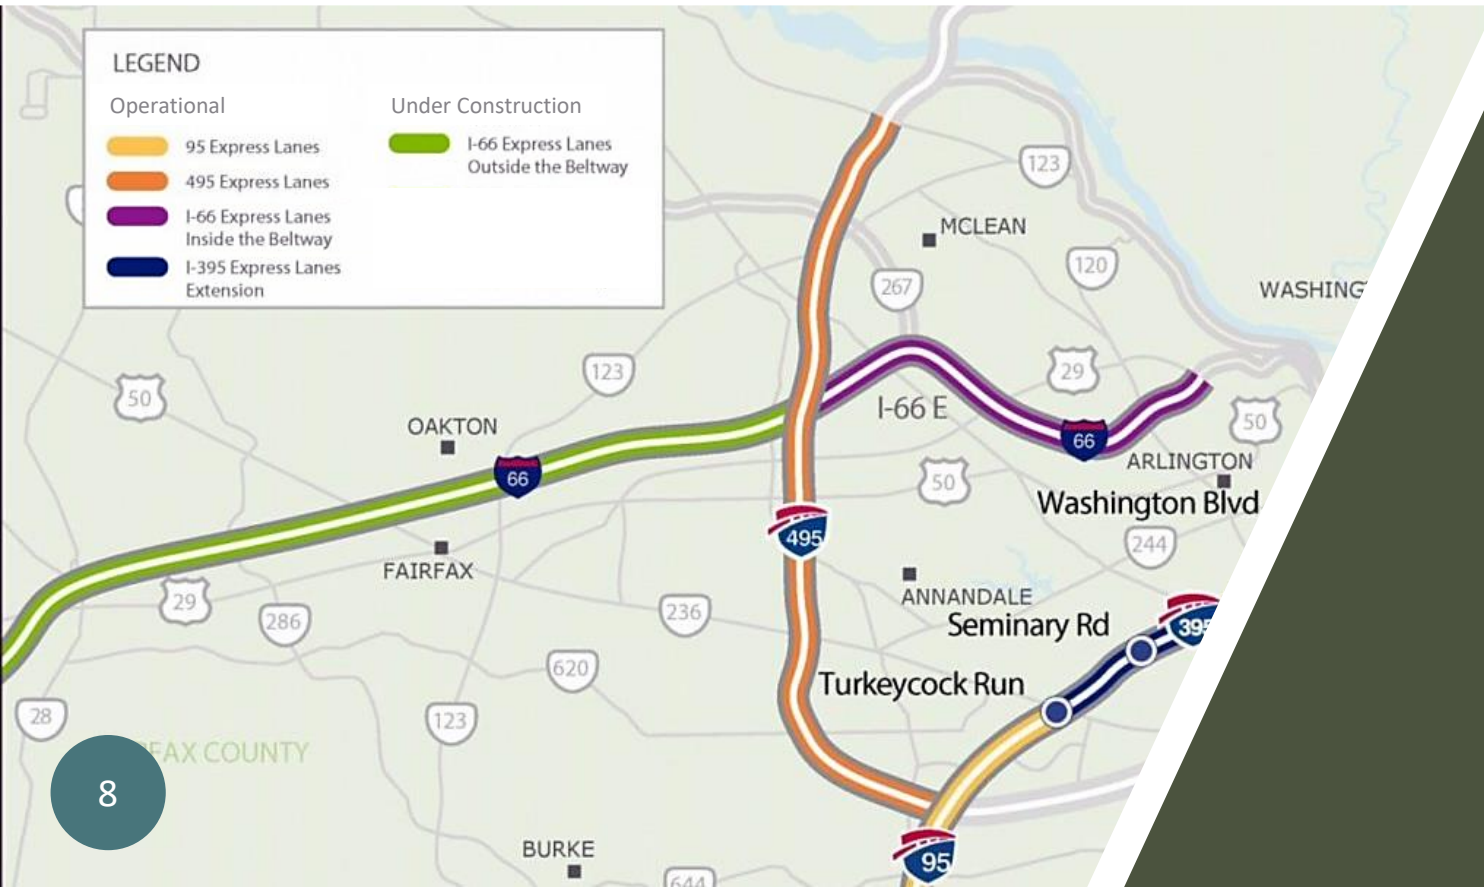 LEGEND
Operational
95 Express Lanes
495 Express Lanes
I-66 Express Lanes
Inside the Beltway
I-395 Express Lanes
Extension
Under Construction
I-66 Express Lanes
Outside the Beltway
123
MCLEAN
120
267
WASHING
50
123
29
I-66 E
50
OAKTON
66
66
ARLINGTON
50
Washington Blvd
495
244
FAIRFAX
ANNANDALE
29
286
236
Seminary Rd
395
620
Turkeycock Run
28
123
FAX COUNTY
8
BURKE
95
644